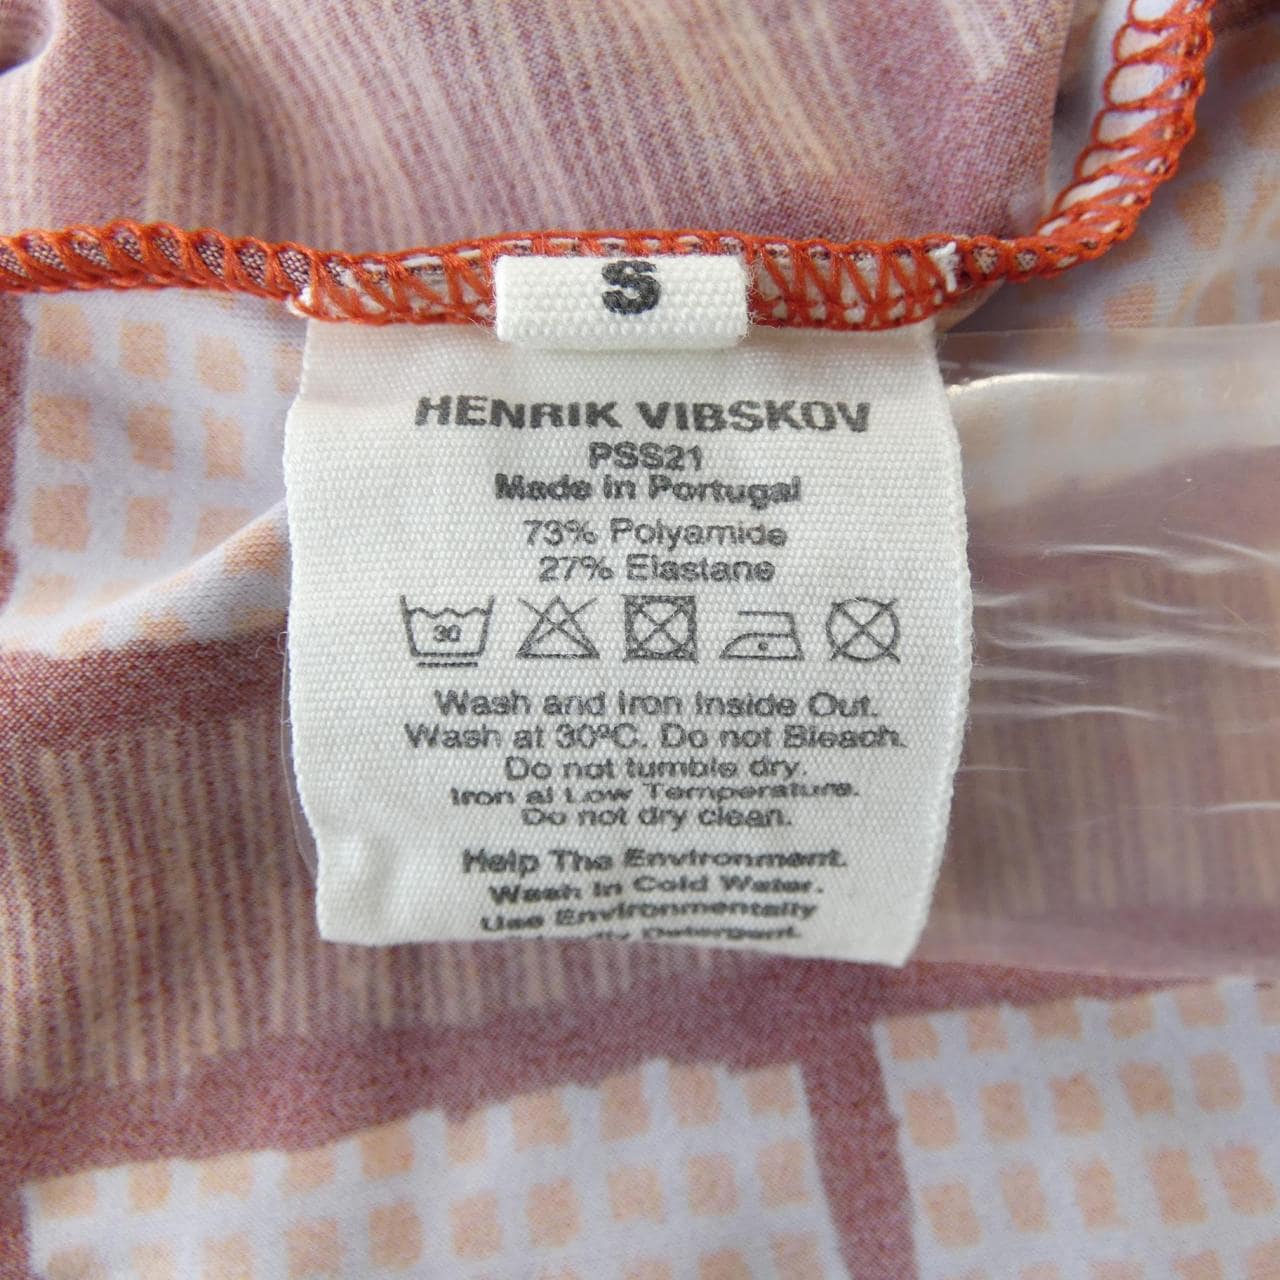 S
HENRIK VIBSKOV
PSS21
Made in Portugal
73% Polyamide
27% Elastane
30
Wash and Iron Inside Out.
Wash at 30ºC. Do not Bleach.
Do not tumble dry.
Iron at Low Temperature.
Do not dry clean.
Help The Environment.
Wash in Cold Water.
Use Environmentally
Detergent.